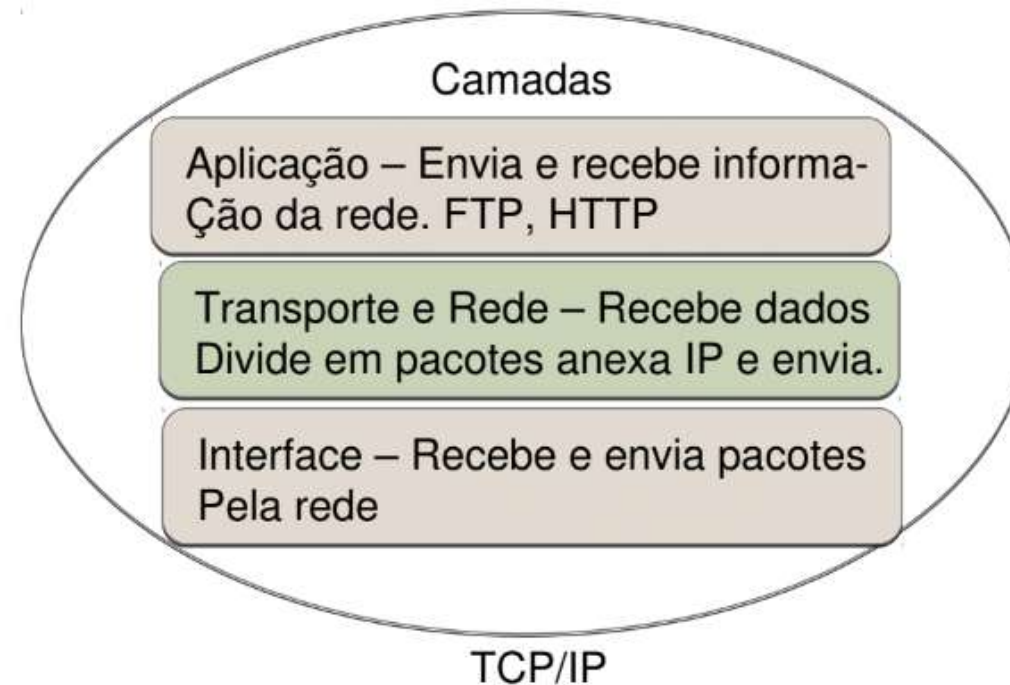 Camadas
Aplicação – Envia e recebe informa-
Ção da rede. FTP, HTTP
Transporte e Rede – Recebe dados
Divide em pacotes anexa IP e envia.
Interface – Recebe e envia pacotes
Pela rede
TCP/IP